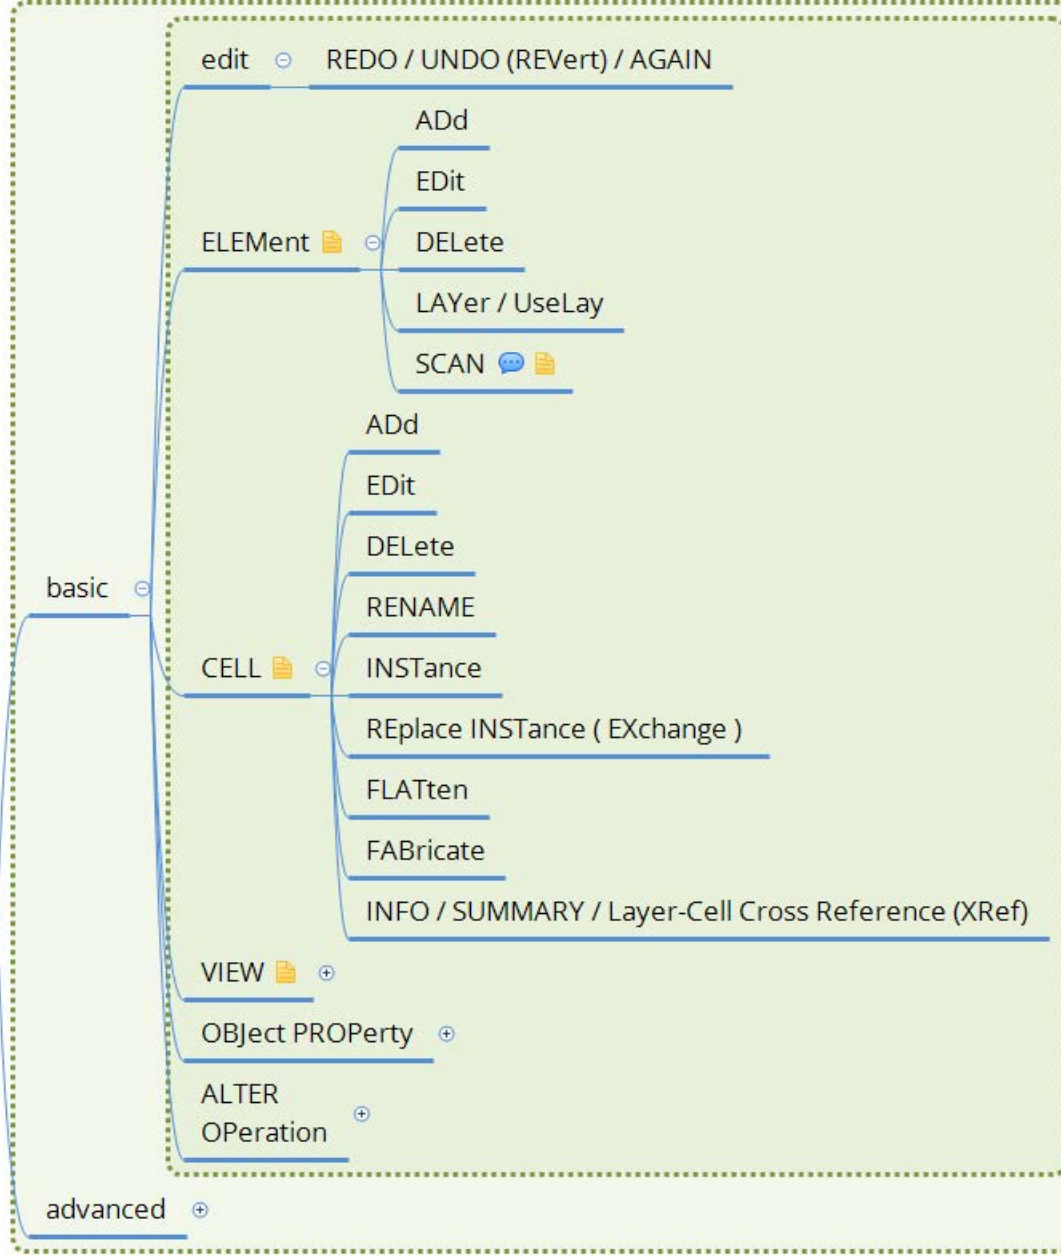 edit REDO / UNDO (REVert) / AGAIN
ADd
EDit
ELEMent DELete
LAYer / UseLay
SCAN
ADd
EDit
DELete
basic
RENAME
CELL INSTance
REplace INSTance ( EXchange )
FLATten
FABricate
INFO / SUMMARY / Layer-Cell Cross Reference (XRef)
VIEW
OBJect PROPerty
ALTER
OPeration
advanced